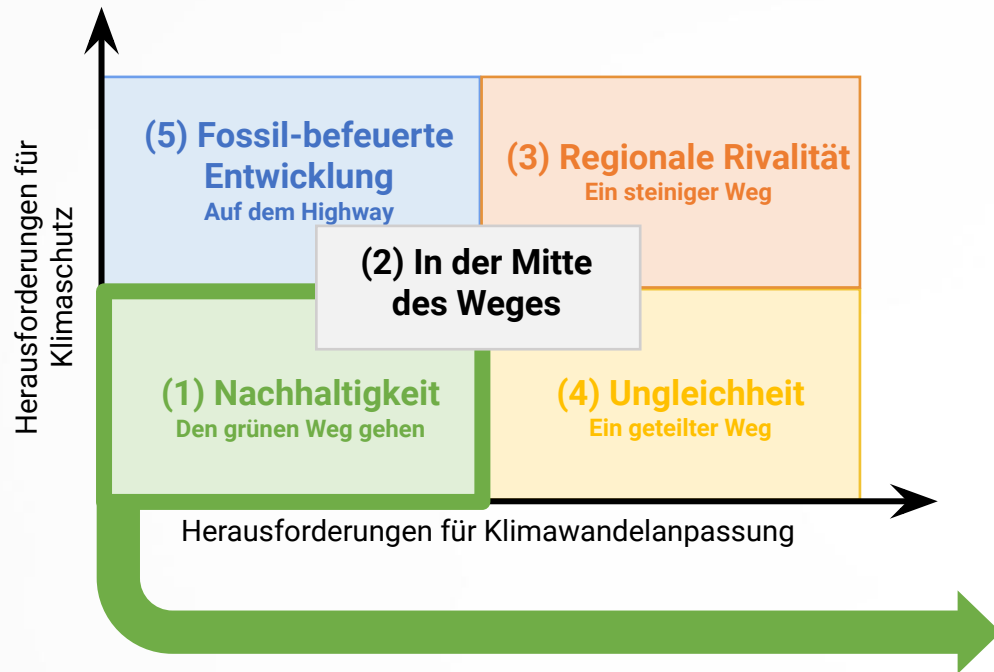 Herausforderungen für
Klimaschutz
(5) Fossil-befeuerte
Entwicklung
Auf dem Highway
(3) Regionale Rivalität
Ein steiniger Weg
(2) In der Mitte
des Weges
(1) Nachhaltigkeit
Den grünen Weg gehen
(4) Ungleichheit
Ein geteilter Weg
Herausforderungen für Klimawandelanpassung